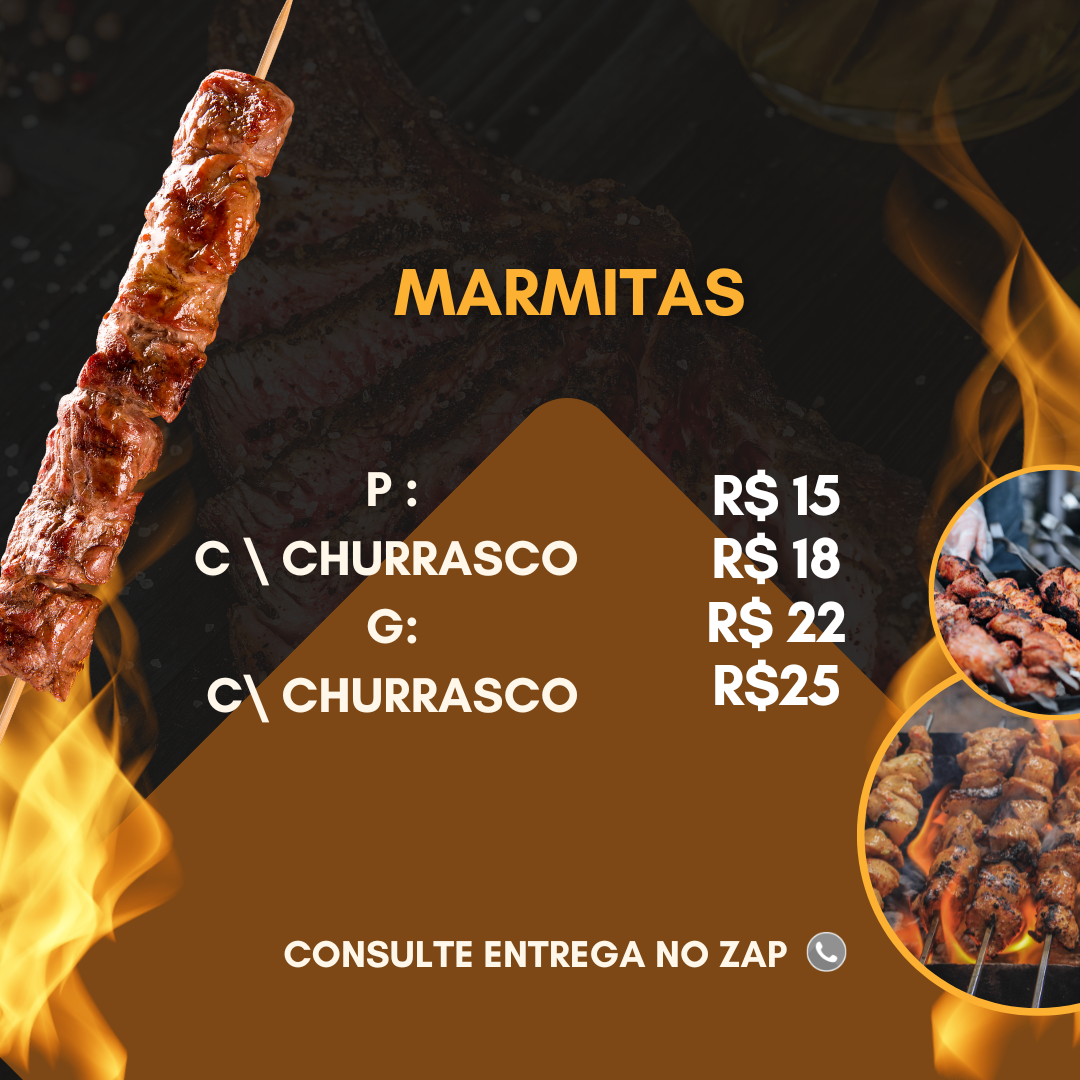 MARMITAS
P : R$ 15
C \ CHURRASCO R$ 18
G: R$ 22
C\ CHURRASCO R$25
CONSULTE ENTREGA NO ZAP